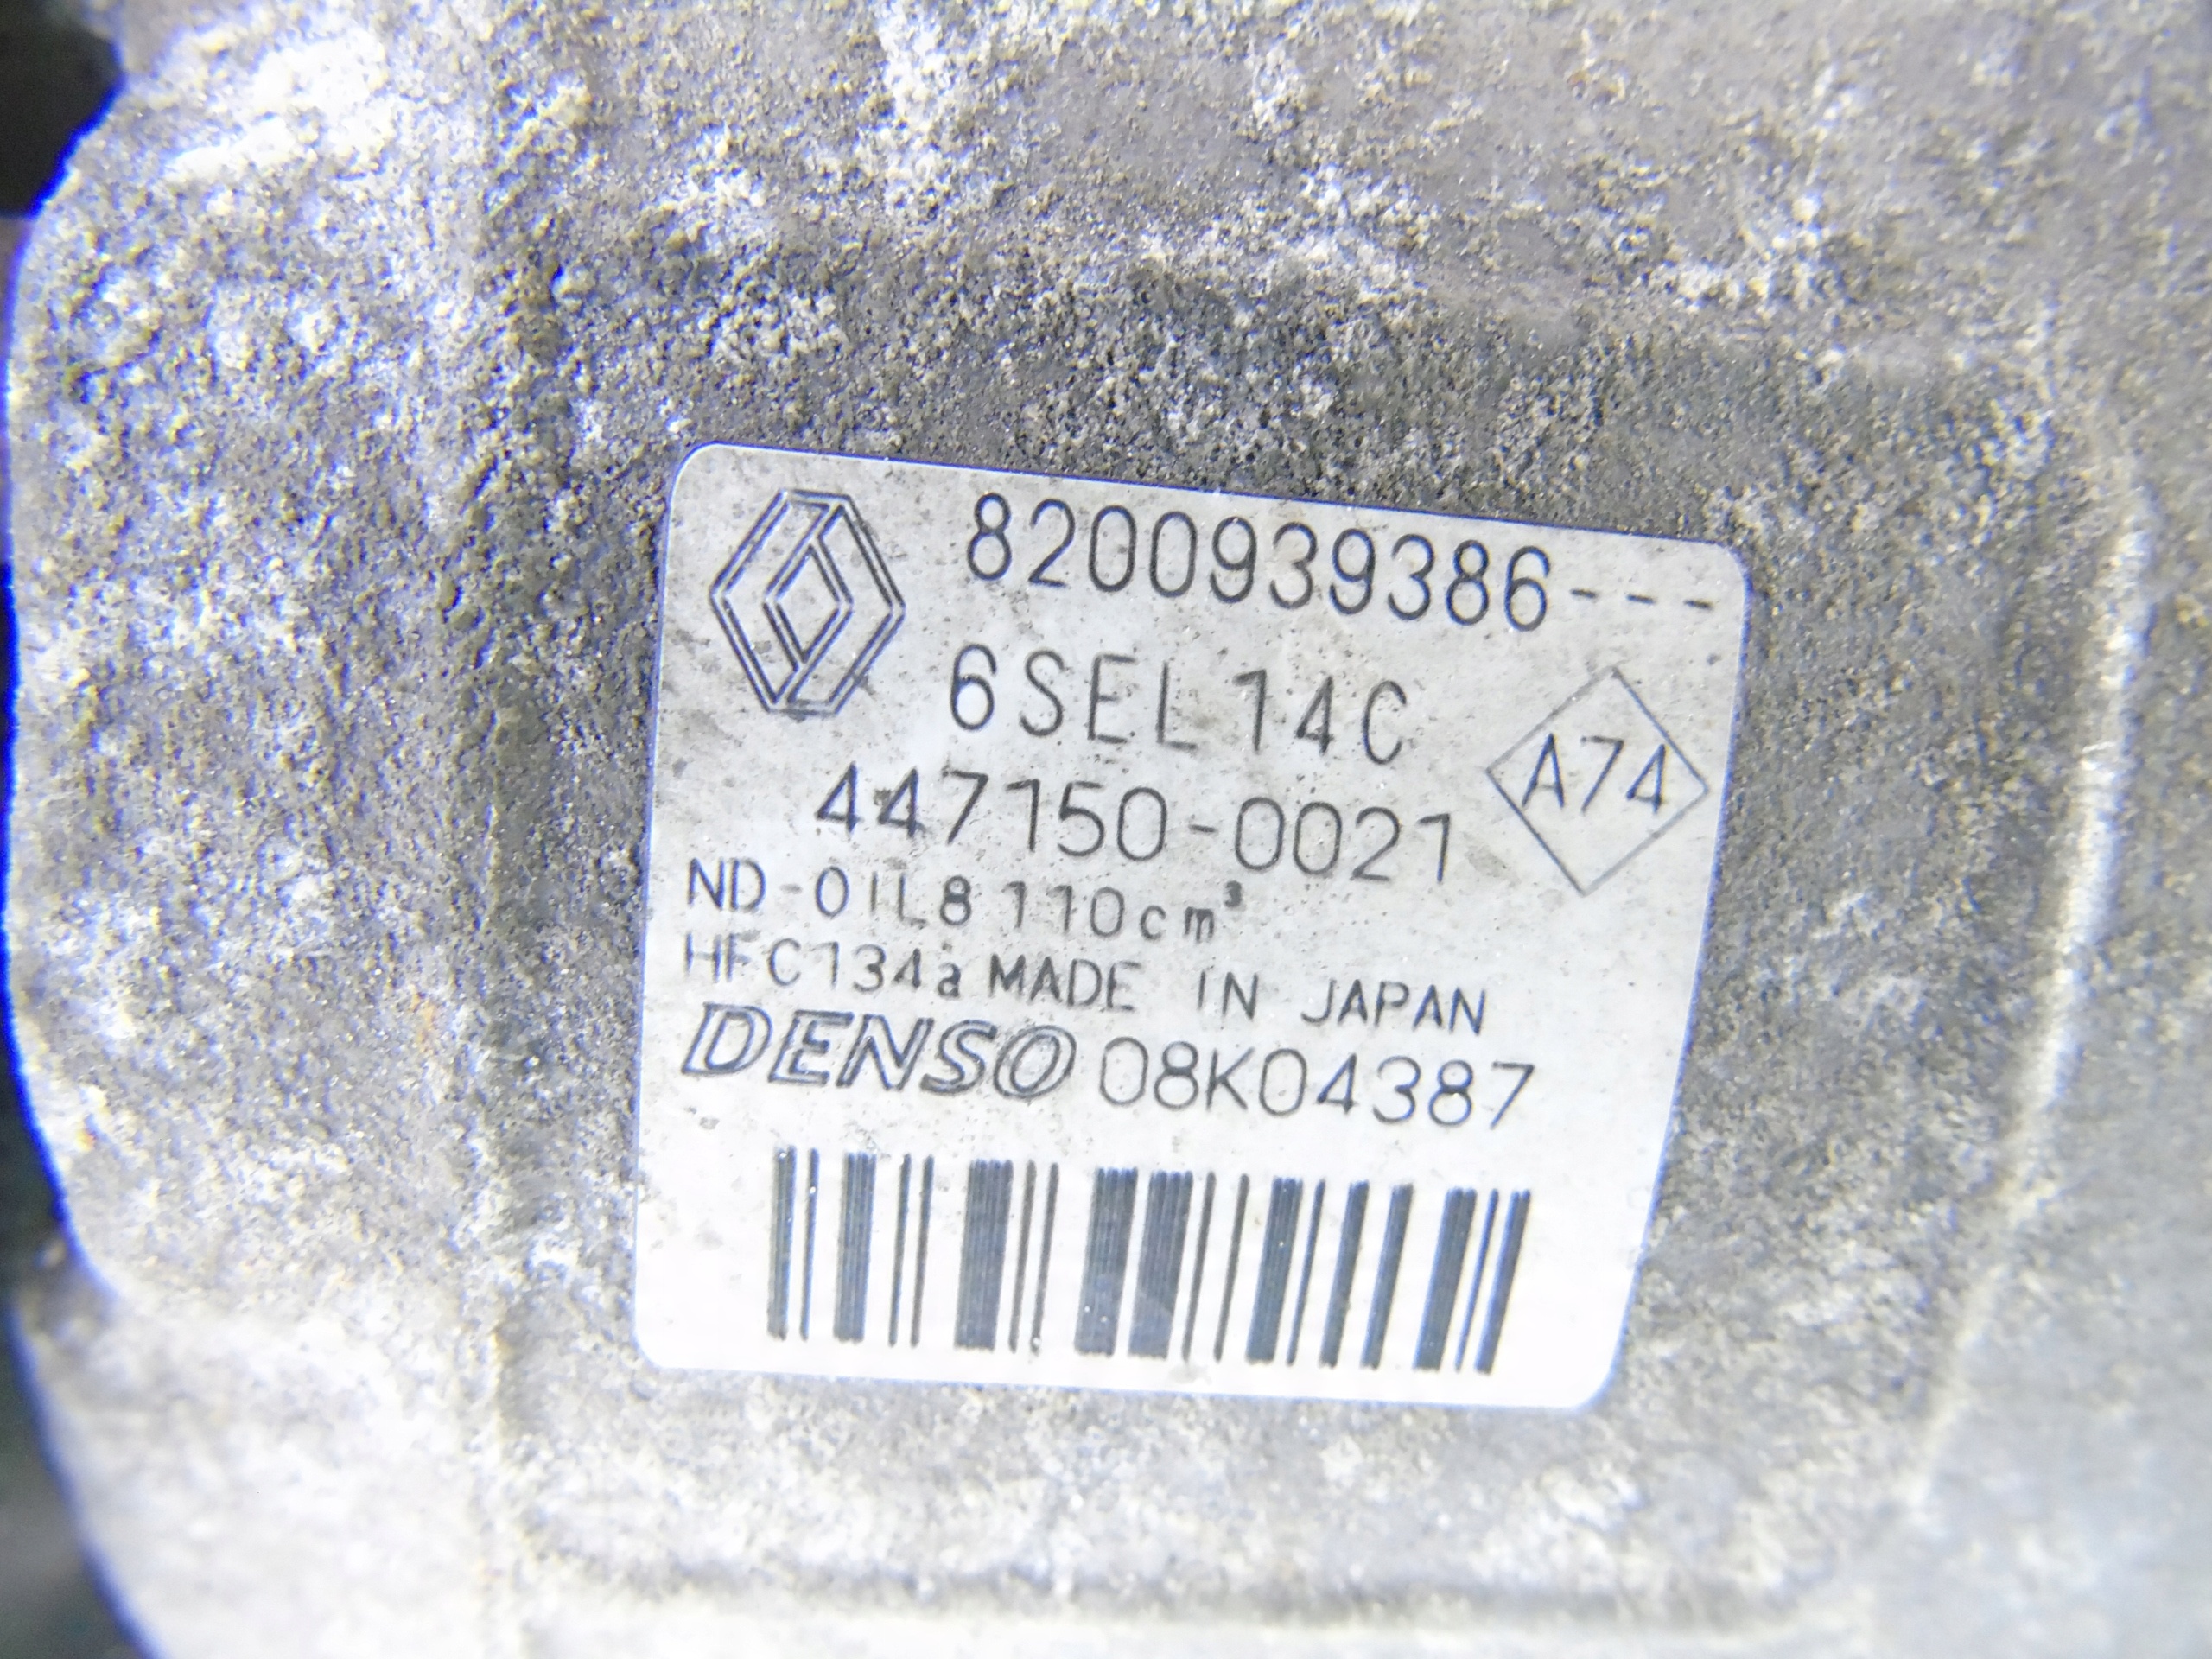 8200939386---
6SEL14C
A74
447150-0021
ND-OIL8 110cm³
HFC134a MADE IN JAPAN
DENSO 08K04387